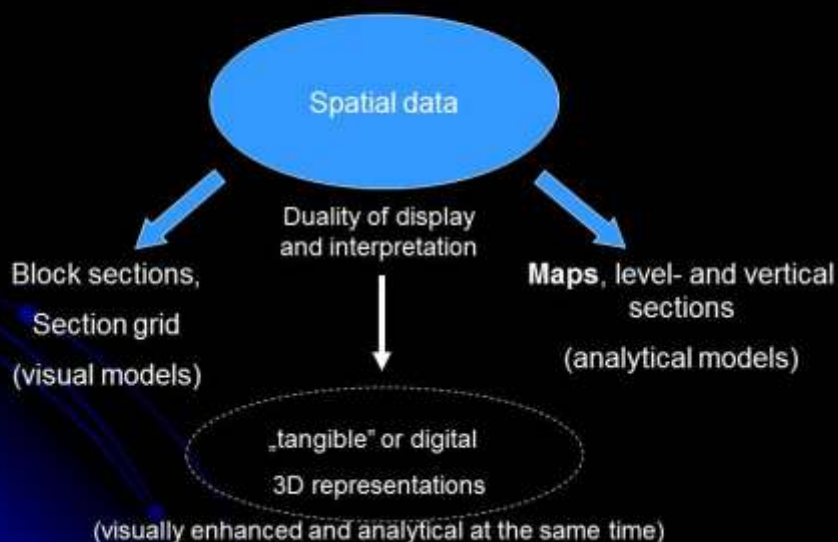 Spatial data
Duality of display
and interpretation
Block sections,
Section grid
(visual models)
Maps, level- and vertical
sections
(analytical models)
„tangible” or digital
3D representations
(visually enhanced and analytical at the same time)